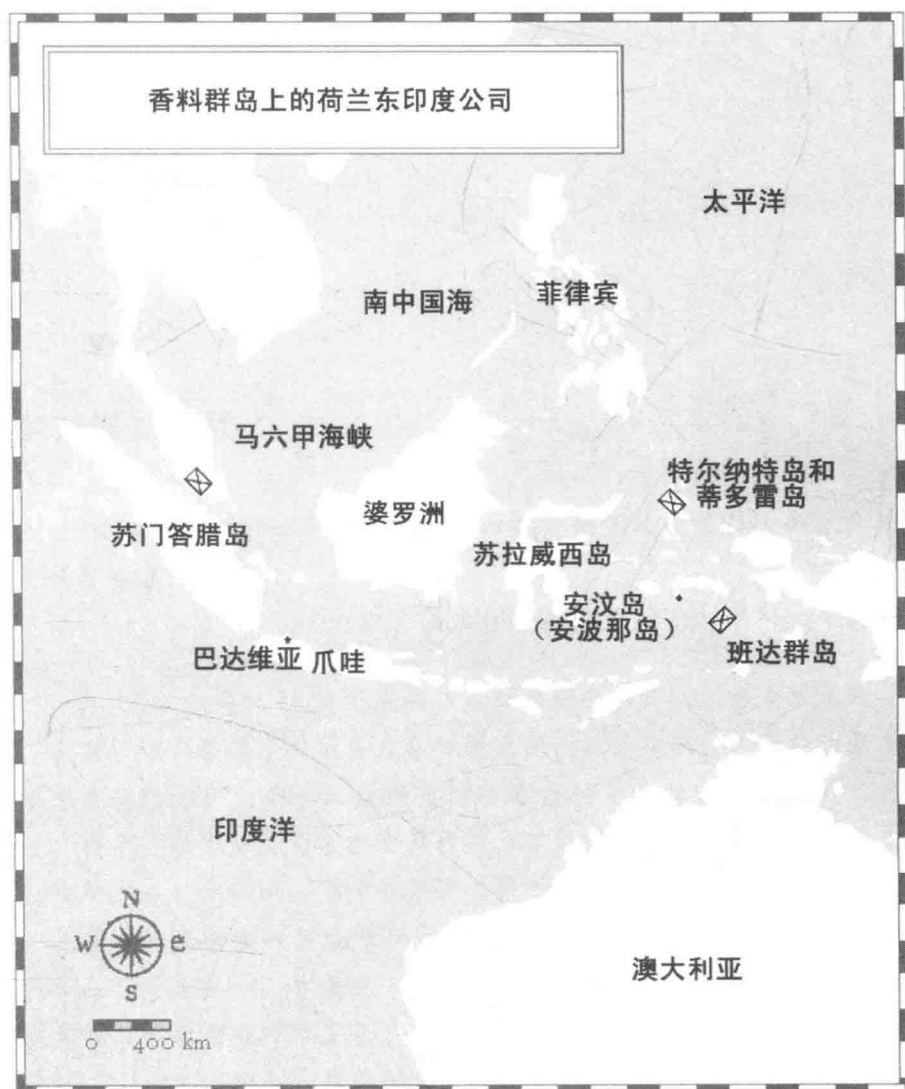 香料群岛上的荷兰东印度公司
太平洋
南中国海
菲律宾
马六甲海峡
特尔纳特岛和
蒂多雷岛
婆罗洲
苏门答腊岛
苏拉威西岛
安汶岛
（安波那岛）
班达群岛
巴达维亚
爪哇
印度洋
澳大利亚
N
W e
S
0 400 km